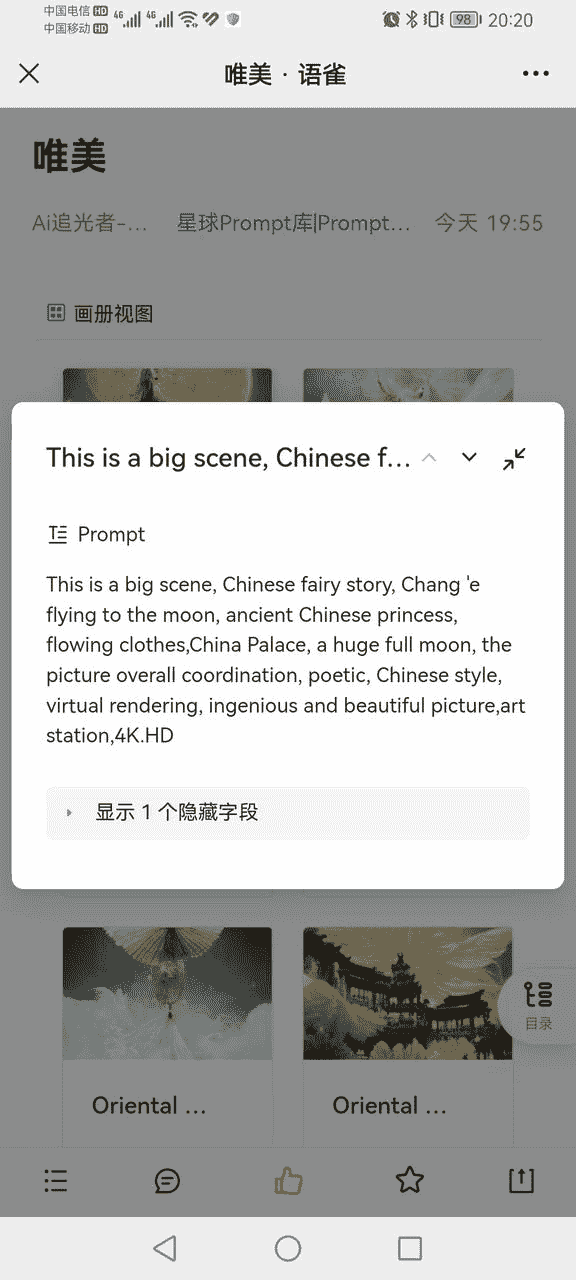 中国电信 HD 4G 4G 98 20:20
中国移动 HD
唯美 · 语雀
唯美
Ai追光者-... 星球Prompt库|Prompt... 今天 19:55
画册视图
This is a big scene, Chinese f...
Prompt
This is a big scene, Chinese fairy story, Chang 'e
flying to the moon, ancient Chinese princess,
flowing clothes,China Palace, a huge full moon, the
picture overall coordination, poetic, Chinese style,
virtual rendering, ingenious and beautiful picture,art
station,4K.HD
显示 1 个隐藏字段
目录
Oriental ... Oriental ...